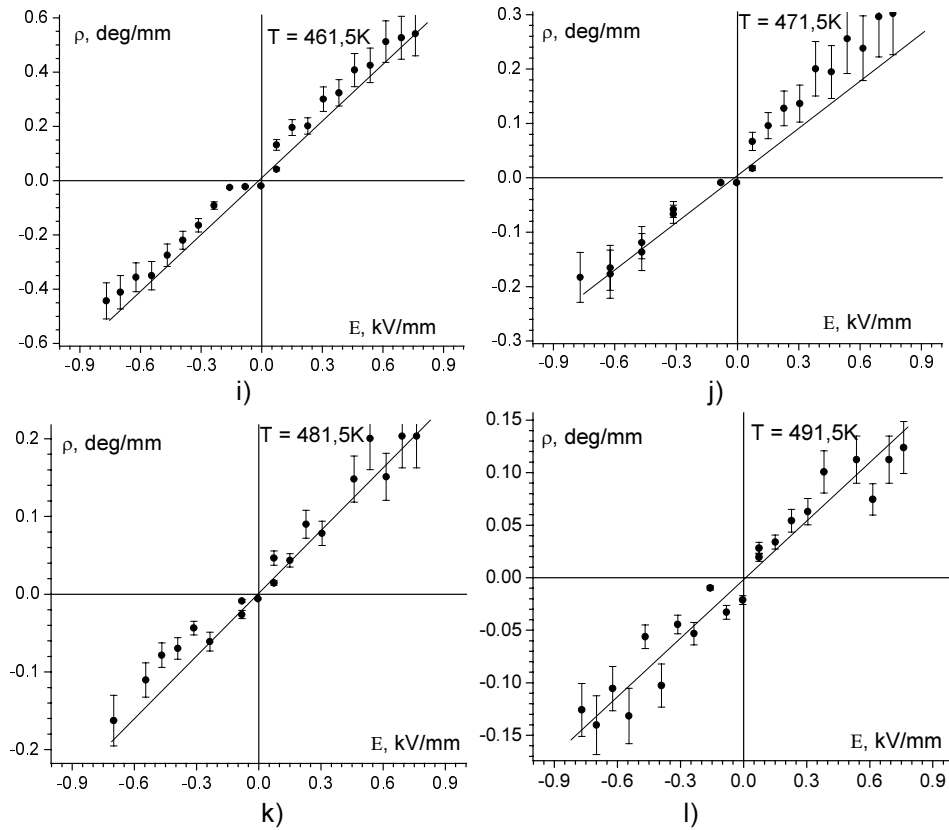 ρ, deg/mm
T = 461,5K
0.6
0.4
0.2
0.0
-0.2
-0.4
-0.6
E, kV/mm
-0.9 -0.6 -0.3 0.0 0.3 0.6 0.9
i)
ρ, deg/mm
T = 471,5K
0.3
0.2
0.1
0.0
-0.1
-0.2
-0.3
E, kV/mm
-0.9 -0.6 -0.3 0.0 0.3 0.6 0.9
j)
ρ, deg/mm
T = 481,5K
0.2
0.1
0.0
-0.1
-0.2
E, kV/mm
-0.9 -0.6 -0.3 0.0 0.3 0.6 0.9
k)
ρ, deg/mm
T = 491,5K
0.15
0.10
0.05
0.00
-0.05
-0.10
-0.15
E, kV/mm
-0.9 -0.6 -0.3 0.0 0.3 0.6 0.9
l)